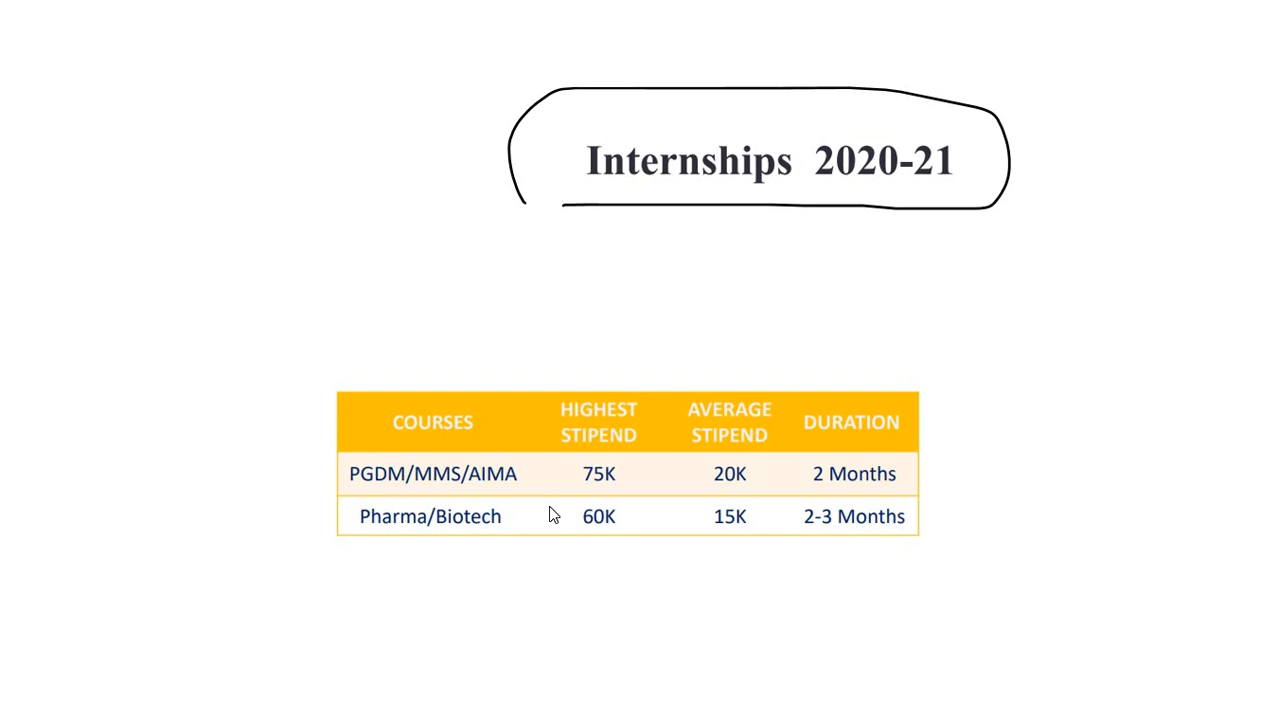 Internships 2020-21
COURSES HIGHEST STIPEND AVERAGE STIPEND DURATION
PGDM/MMS/AIMA 75K 20K 2 Months
Pharma/Biotech 60K 15K 2-3 Months